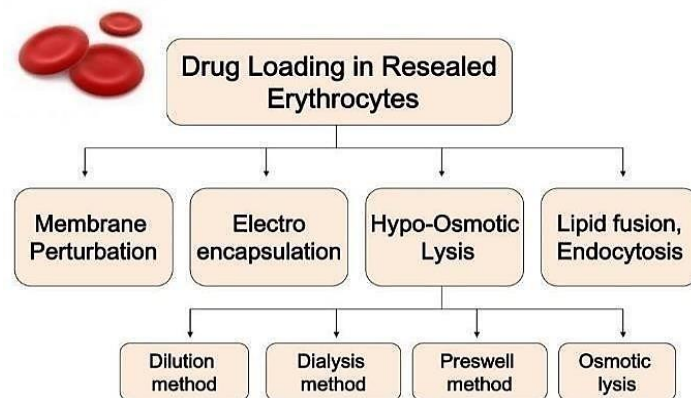 Drug Loading in Resealed
Erythrocytes
Membrane
Perturbation
Electro
encapsulation
Hypo-Osmotic
Lysis
Lipid fusion,
Endocytosis
Dilution
method
Dialysis
method
Preswell
method
Osmotic
lysis